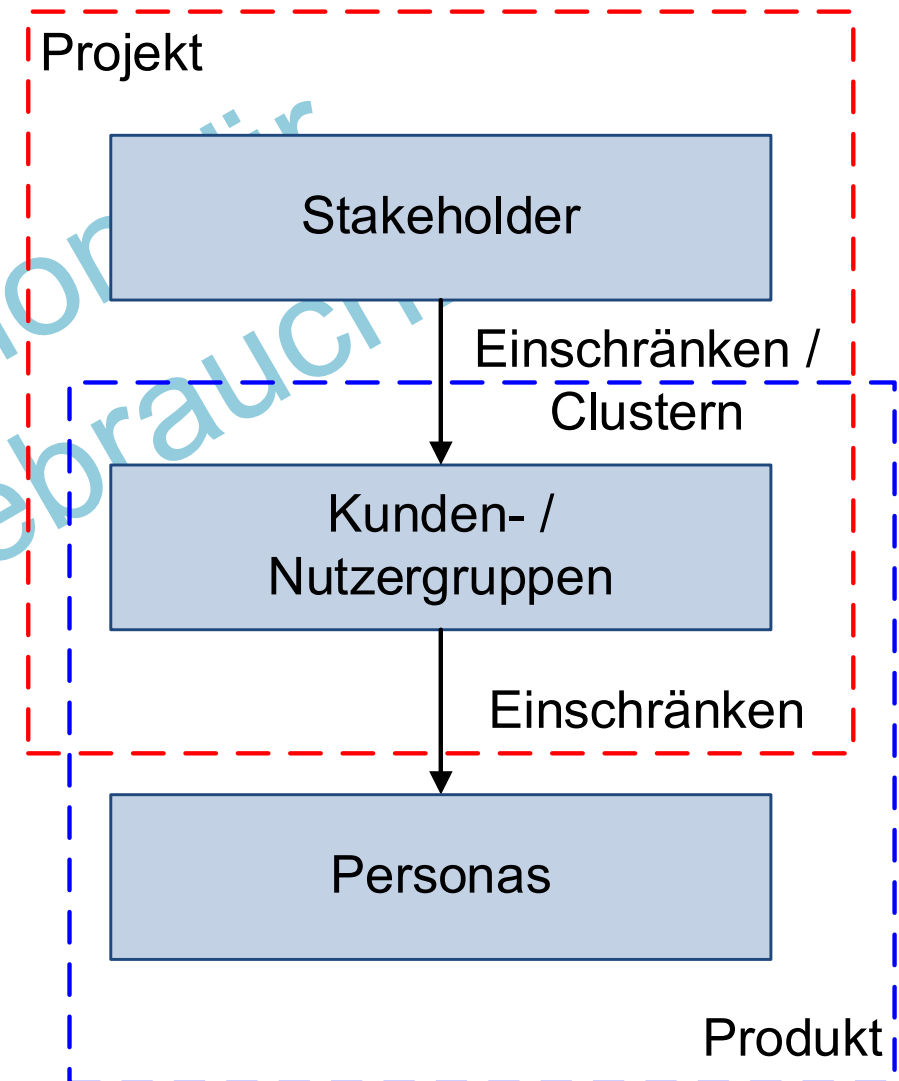 Projekt
Stakeholder
Einschränken /
Clustern
Kunden- /
Nutzergruppen
Einschränken
Personas
Produkt